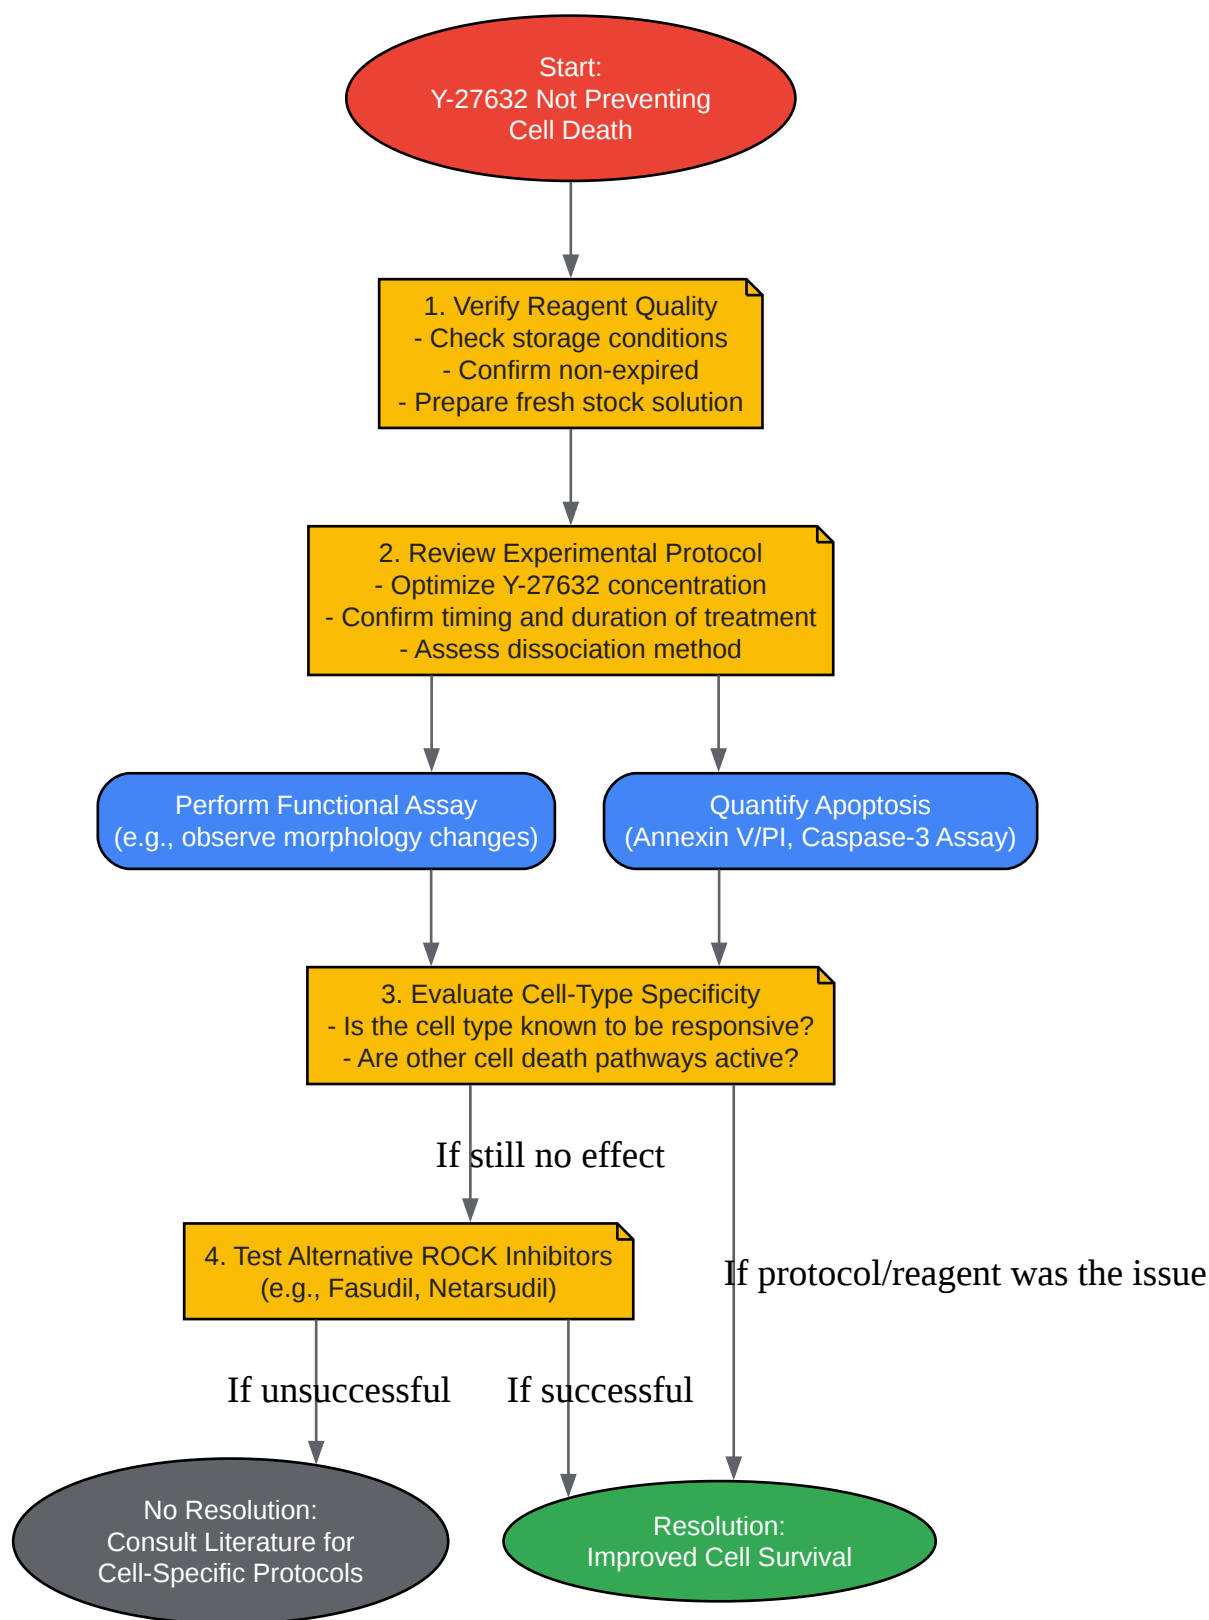 Start:
Y-27632 Not Preventing
Cell Death
1. Verify Reagent Quality
- Check storage conditions
- Confirm non-expired
- Prepare fresh stock solution
2. Review Experimental Protocol
- Optimize Y-27632 concentration
- Confirm timing and duration of treatment
- Assess dissociation method
Perform Functional Assay
(e.g., observe morphology changes)
Quantify Apoptosis
(Annexin V/PI, Caspase-3 Assay)
3. Evaluate Cell-Type Specificity
- Is the cell type known to be responsive?
- Are other cell death pathways active?
If still no effect
4. Test Alternative ROCK Inhibitors
(e.g., Fasudil, Netarsudil)
If protocol/reagent was the issue
If unsuccessful
If successful
No Resolution:
Consult Literature for
Cell-Specific Protocols
Resolution:
Improved Cell Survival